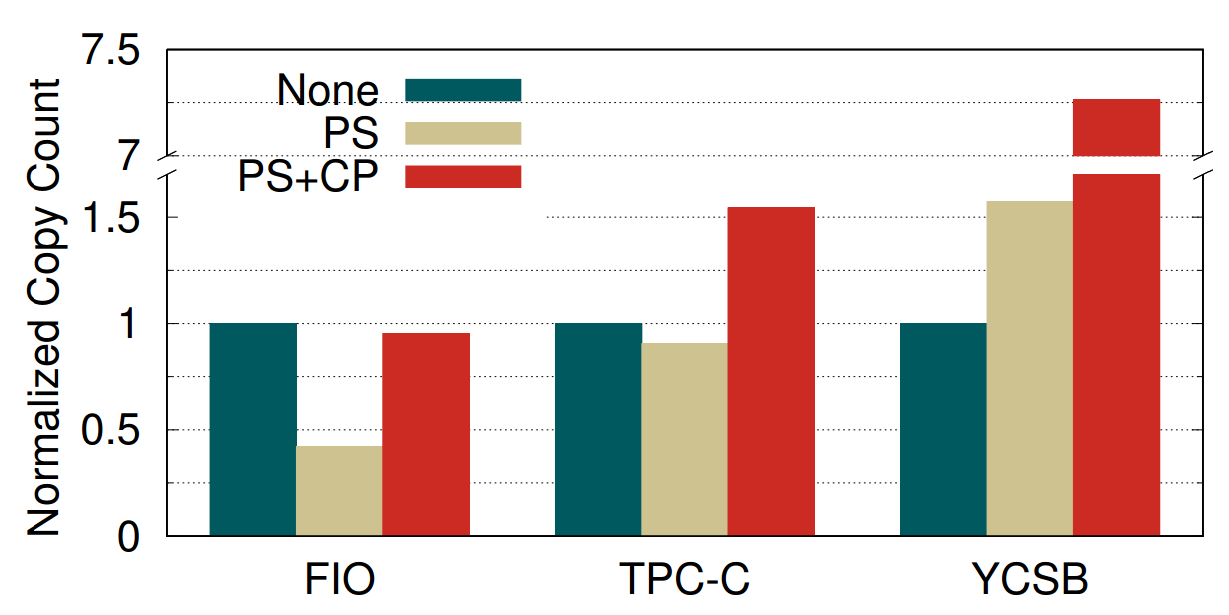 Normalized Copy Count
7.5
7
1.5
1
0.5
0
None
PS
PS+CP
FIO TPC-C YCSB